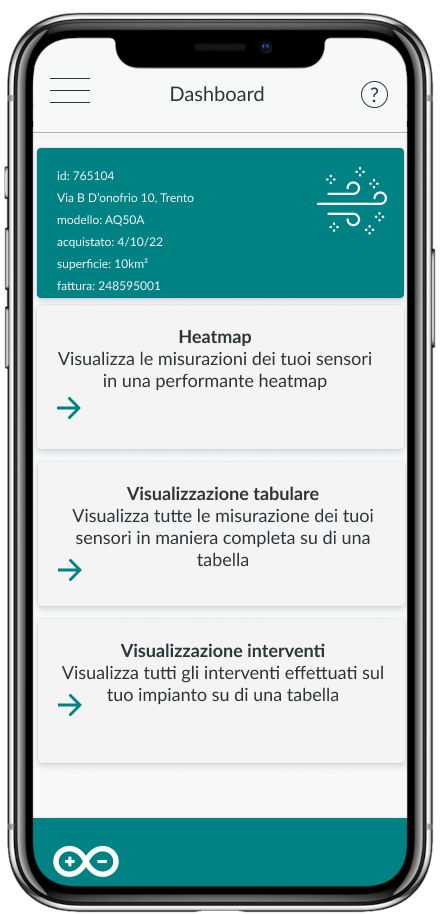 Dashboard
?
id: 765104
Via B D'onofrio 10, Trento
modello: AQ50A
acquistato: 4/10/22
superficie: 10km²
fattura: 248595001
Heatmap
Visualizza le misurazioni dei tuoi sensori
in una performante heatmap
Visualizzazione tabulare
Visualizza tutte le misurazione dei tuoi
sensori in maniera completa su di una
tabella
Visualizzazione interventi
Visualizza tutti gli interventi effettuati sul
tuo impianto su di una tabella